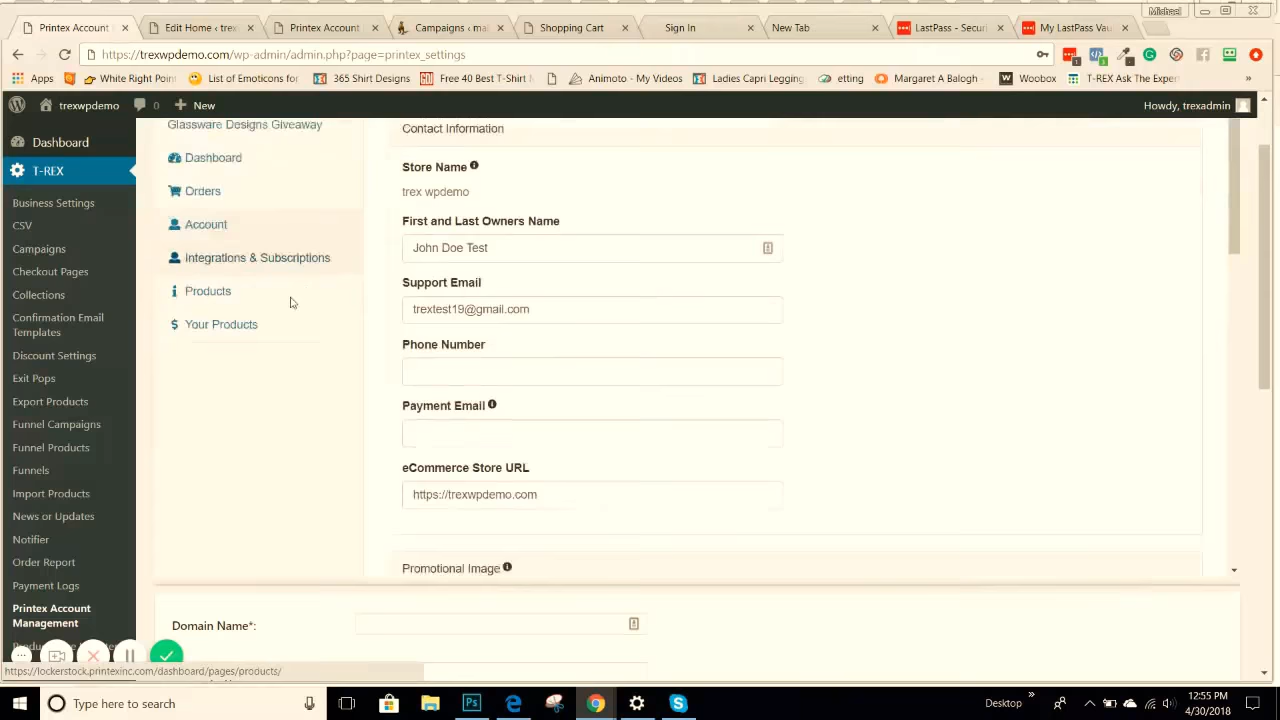 Michael
Printex Account
Edit Home ‹ trex
Printex Account
Campaigns ‹ mai
Shopping Cart
Sign In
New Tab
LastPass - Securi
My LastPass Vau
https://trexwpdemo.com/wp-admin/admin.php?page=printex_settings
Apps
White Right Point
List of Emoticons for
365 Shirt Designs
Free 40 Best T-Shirt
Animoto - My Videos
Ladies Capri Legging
etting
Margaret A Balogh -
Woobox
T-REX Ask The Exper
»
trexwpdemo
0
New
Howdy, trexadmin
Dashboard
T-REX
Business Settings
CSV
Campaigns
Checkout Pages
Collections
Confirmation Email
Templates
Discount Settings
Exit Pops
Export Products
Funnel Campaigns
Funnel Products
Funnels
Import Products
News or Updates
Notifier
Order Report
Payment Logs
Printex Account
Management
Glassware Designs Giveaway
Dashboard
Orders
Account
Integrations & Subscriptions
Products
Your Products
Contact Information
Store Name
trex wpdemo
First and Last Owners Name
John Doe Test
Support Email
trextest19@gmail.com
Phone Number
Payment Email
eCommerce Store URL
https://trexwpdemo.com
Promotional Image
Domain Name*:
https://lockerstock.printexinc.com/dashboard/pages/products/
Type here to search
Desktop
12:55 PM
4/30/2018